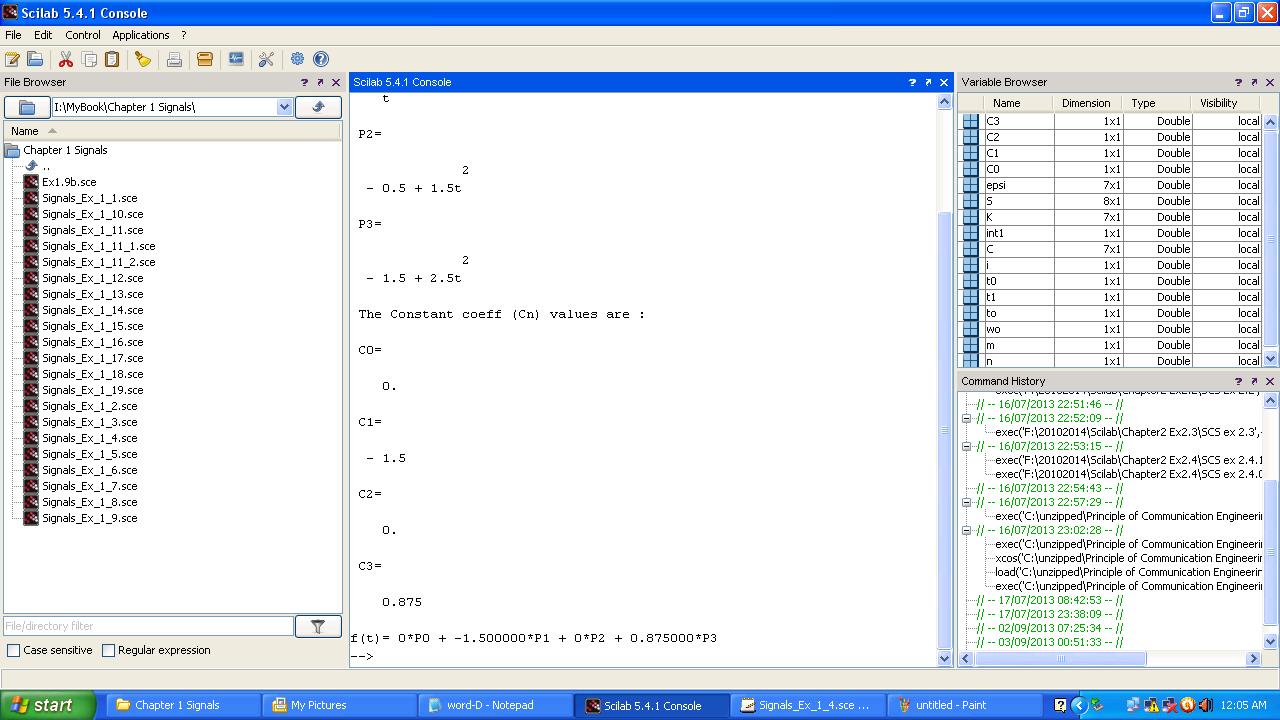 Scilab 5.4.1 Console
File Edit Control Applications ?
File Browser
I:\MyBook\Chapter 1 Signals\
Name
Chapter 1 Signals
..
Ex1.9b.sce
Signals_Ex_1_1.sce
Signals_Ex_1_10.sce
Signals_Ex_1_11.sce
Signals_Ex_1_11_1.sce
Signals_Ex_1_11_2.sce
Signals_Ex_1_12.sce
Signals_Ex_1_13.sce
Signals_Ex_1_14.sce
Signals_Ex_1_15.sce
Signals_Ex_1_16.sce
Signals_Ex_1_17.sce
Signals_Ex_1_18.sce
Signals_Ex_1_19.sce
Signals_Ex_1_2.sce
Signals_Ex_1_3.sce
Signals_Ex_1_4.sce
Signals_Ex_1_5.sce
Signals_Ex_1_6.sce
Signals_Ex_1_7.sce
Signals_Ex_1_8.sce
Signals_Ex_1_9.sce
File/directory filter
Case sensitive Regular expression
Scilab 5.4.1 Console
t
P2=
2
- 0.5 + 1.5t
P3=
2
- 1.5 + 2.5t
The Constant coeff (Cn) values are :
C0=
0.
C1=
- 1.5
C2=
0.
C3=
0.875
f(t)= 0*P0 + -1.500000*P1 + 0*P2 + 0.875000*P3
-->
Variable Browser
Name Dimension Type Visibility
C3 1x1 Double local
C2 1x1 Double local
C1 1x1 Double local
C0 1x1 Double local
epsi 7x1 Double local
S 8x1 Double local
K 7x1 Double local
int1 1x1 Double local
C 7x1 Double local
i 1x1 Double local
t0 1x1 Double local
t1 1x1 Double local
to 1x1 Double local
wo 1x1 Double local
m 1x1 Double local
n 1x1 Double local
Command History
// -- 16/07/2013 22:51:46 -- //
// -- 16/07/2013 22:52:09 -- //
exec('F:\20102014\Scilab\Chapter2 Ex2.3\SCS ex 2.3',
// -- 16/07/2013 22:53:15 -- //
exec('F:\20102014\Scilab\Chapter2 Ex2.4\SCS ex 2.4.
exec('F:\20102014\Scilab\Chapter2 Ex2.4\SCS ex 2.4.
// -- 16/07/2013 22:54:43 -- //
// -- 16/07/2013 22:57:29 -- //
exec('C:\unzipped\Principle of Communication Engineeri
// -- 16/07/2013 23:02:28 -- //
exec('C:\unzipped\Principle of Communication Engineeri
xcos('C:\unzipped\Principle of Communication Engineeri
load('C:\unzipped\Principle of Communication Engineerin
exec('C:\unzipped\Principle of Communication Engineeri
// -- 17/07/2013 08:42:53 -- //
// -- 17/07/2013 23:38:09 -- //
// -- 02/09/2013 07:25:34 -- //
// -- 03/09/2013 00:51:33 -- //
start Chapter 1 Signals My Pictures word-D - Notepad Scilab 5.4.1 Console Signals_Ex_1_4.sce ... untitled - Paint 12:05 AM